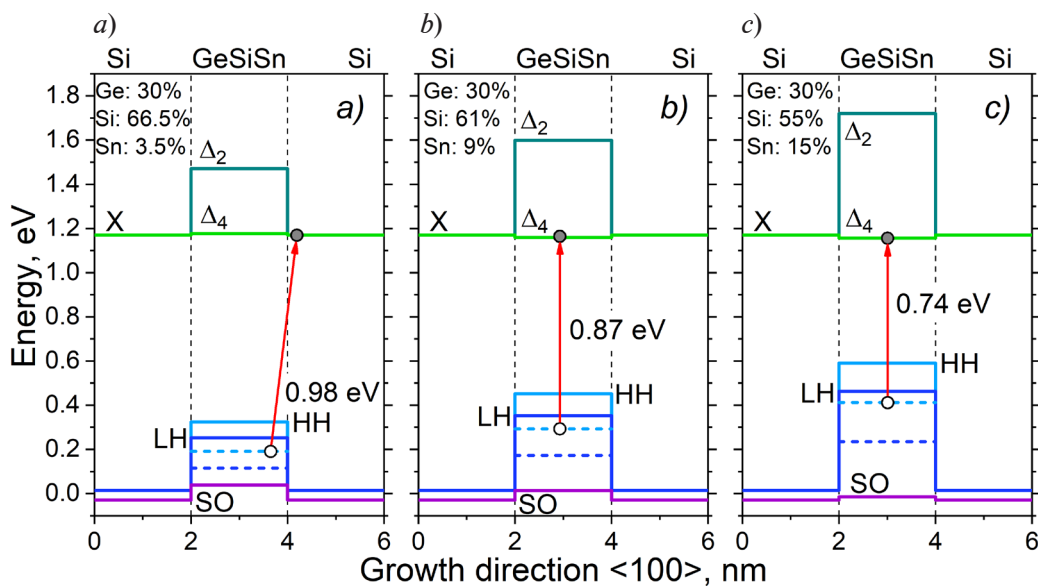 a)
b)
c)
Si GeSiSn Si
Si GeSiSn Si
Si GeSiSn Si
Energy, eV
1.8
1.6
1.4
1.2
1.0
0.8
0.6
0.4
0.2
0.0
Ge: 30%
Si: 66.5%
Sn: 3.5%
a)
Δ2
Δ4
X
0.98 eV
LH
HH
SO
Ge: 30%
Si: 61%
Sn: 9%
b)
Δ2
Δ4
X
0.87 eV
LH
HH
SO
Ge: 30%
Si: 55%
Sn: 15%
c)
Δ2
Δ4
X
0.74 eV
LH
HH
SO
0 2 4 6
0 2 4 6
0 2 4 6
Growth direction <100>, nm